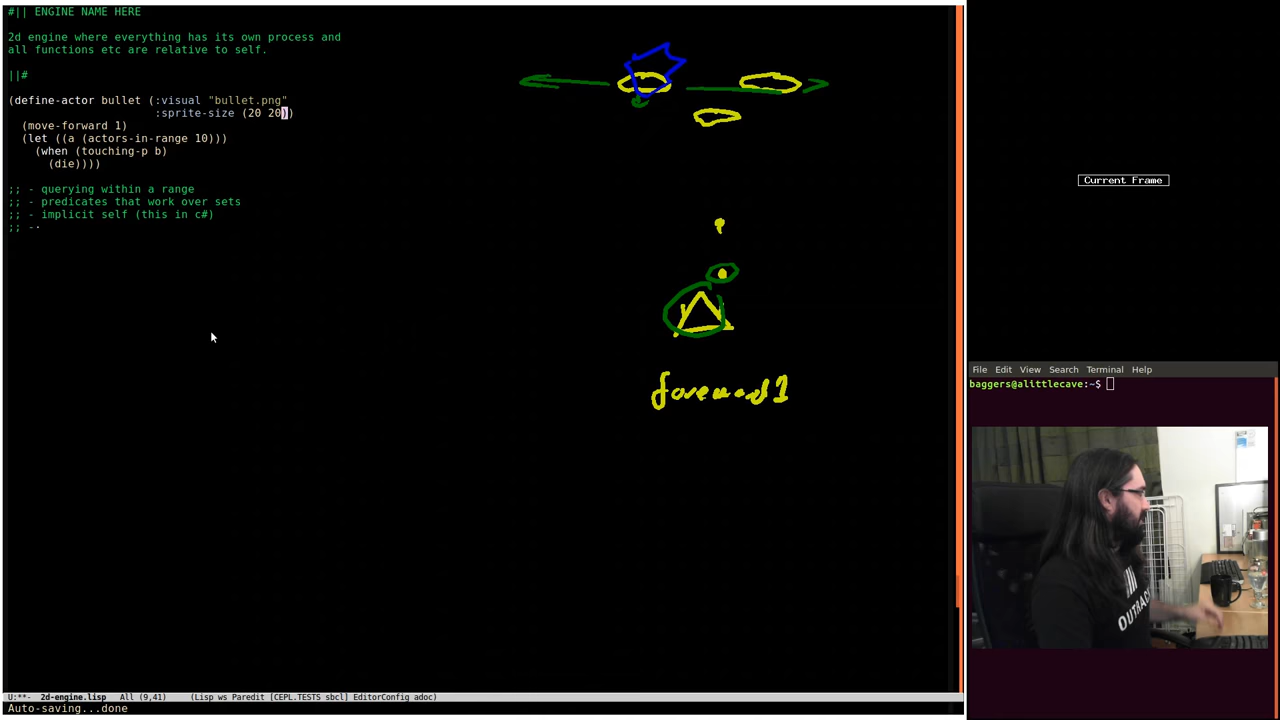 #|| ENGINE NAME HERE
2d engine where everything has its own process and
all functions etc are relative to self.
||#
(define-actor bullet (:visual "bullet.png"
:sprite-size (20 20))
(move-forward 1)
(let ((a (actors-in-range 10)))
(when (touching-p b)
(die))))
;; - querying within a range
;; - predicates that work over sets
;; - implicit self (this in c#)
;; --
forward 1
U:**- 2d-engine.lisp All (9,41) (Lisp ws Paredit [CEPL.TESTS sbcl] EditorConfig adoc)
Auto-saving...done
Current Frame
File Edit View Search Terminal Help
baggers@alittlecave:~$